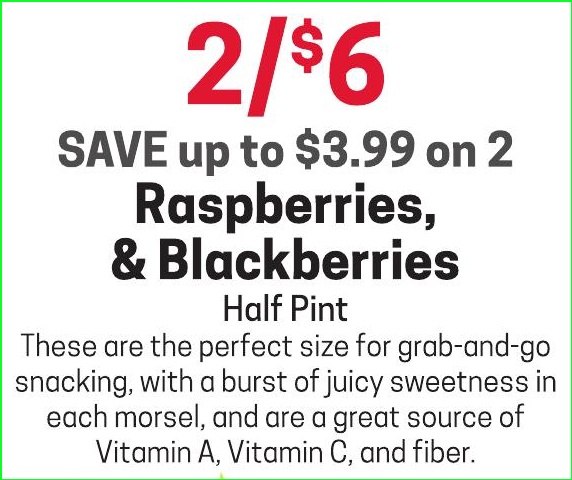 2/$6
SAVE up to $3.99 on 2
Raspberries,
& Blackberries
Half Pint
These are the perfect size for grab-and-go
snacking, with a burst of juicy sweetness in
each morsel, and are a great source of
Vitamin A, Vitamin C, and fiber.